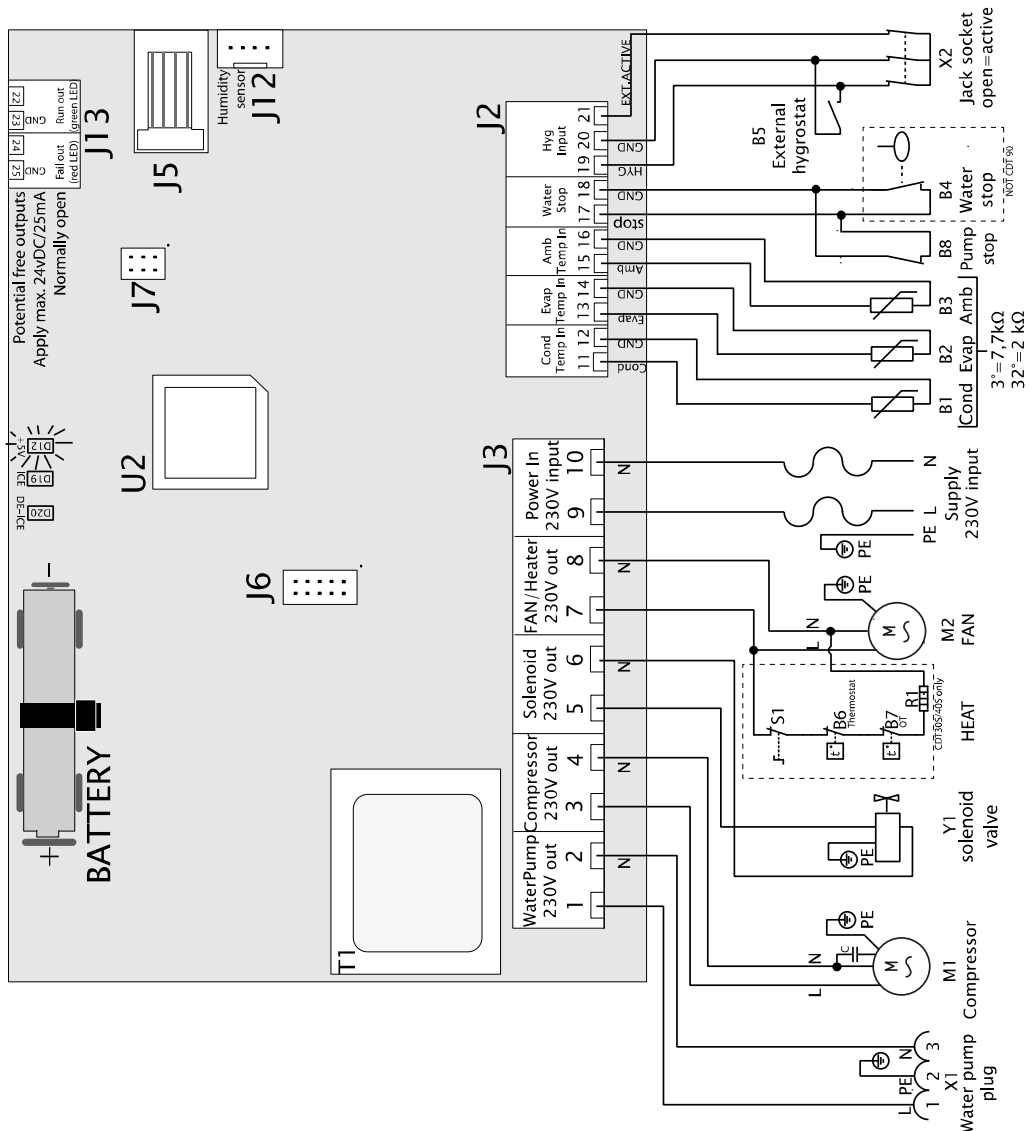 22
23
GND
Run out
(green LED)
24
25
GND
Fail out
(red LED)
J13
J5
Humidity
sensor
J12
Potential free outputs
Apply max. 24vDC/25mA
Normally open
J7
+5V
D12
ICE
D19
DE-ICE
D20
U2
J6
BATTERY
+
−
T1
J2
Hyg
Input
21
20
19
EXT.ACTIVE
GND
HYG
Water
Stop
18
17
GND
stop
Amb
Temp In
16
15
GND
Amb
Evap
Temp In
14
13
GND
Evap
Cond
Temp In
12
11
GND
Cond
J3
Power In
230V input
10
9
N
FAN/Heater
230V out
8
7
N
Solenoid
230V out
6
5
N
Compressor
230V out
4
3
N
WaterPump
230V out
2
1
N
X2
Jack socket
open=active
B5
External
hygrostat
B4
Water
stop
NOT CDT 90
B8
Pump
stop
B3
Amb
B2
Evap
B1
Cond
3°=7,7kΩ
32°=2 kΩ
N
L
PE
Supply
230V input
PE
PE
N
L
M
M2
FAN
S1
B6
Thermostat
t°
B7
OT
t°
R1
CDT30S/40S only
HEAT
Y1
solenoid
valve
PE
PE
C
N
L
M
M1
Compressor
L
PE
N
1
2
3
X1
Water pump
plug